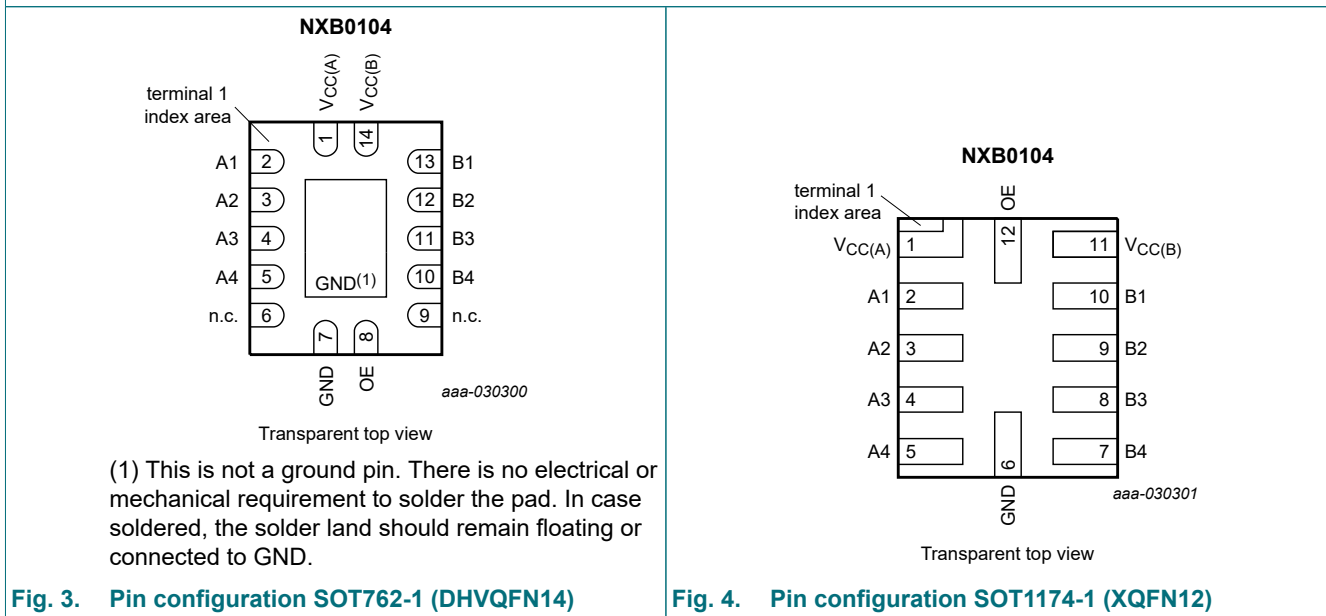 NXB0104
VCC(A)
VCC(B)
terminal 1
index area
1
14
A1 2
13 B1
A2 3
12 B2
A3 4
11 B3
A4 5
GND(1)
10 B4
n.c. 6
9 n.c.
7
8
GND
OE
aaa-030300
Transparent top view
(1) This is not a ground pin. There is no electrical or
mechanical requirement to solder the pad. In case
soldered, the solder land should remain floating or
connected to GND.
Fig. 3. Pin configuration SOT762-1 (DHVQFN14)
NXB0104
terminal 1
index area
OE
VCC(A) 1
12
11 VCC(B)
A1 2
10 B1
A2 3
9 B2
A3 4
8 B3
A4 5
6
7 B4
GND
aaa-030301
Transparent top view
Fig. 4. Pin configuration SOT1174-1 (XQFN12)